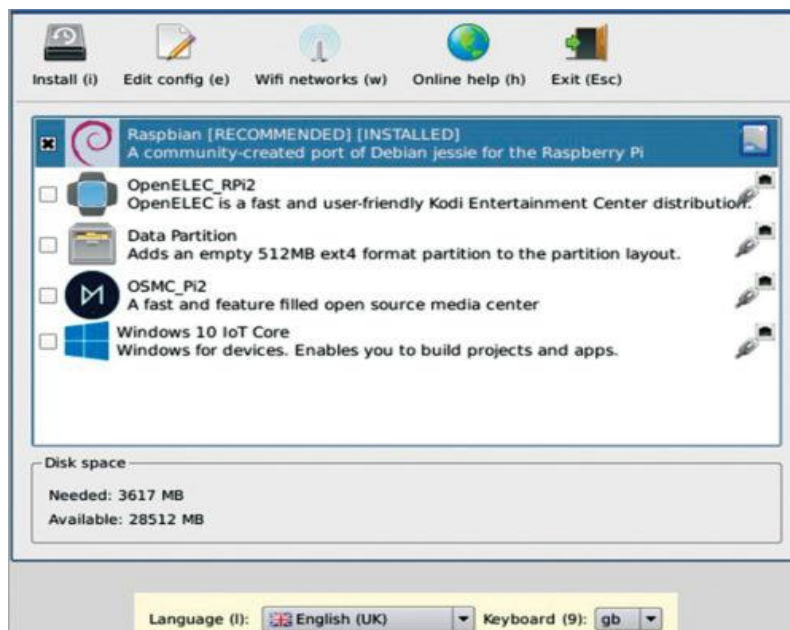 Install (i) Edit config (e) Wifi networks (w) Online help (h) Exit (Esc)
Raspbian [RECOMMENDED] [INSTALLED]
A community-created port of Debian jessie for the Raspberry Pi
OpenELEC_RPi2
OpenELEC is a fast and user-friendly Kodi Entertainment Center distribution.
Data Partition
Adds an empty 512MB ext4 format partition to the partition layout.
OSMC_Pi2
A fast and feature filled open source media center
Windows 10 IoT Core
Windows for devices. Enables you to build projects and apps.
Disk space
Needed: 3617 MB
Available: 28512 MB
Language (l): English (UK) Keyboard (9): gb